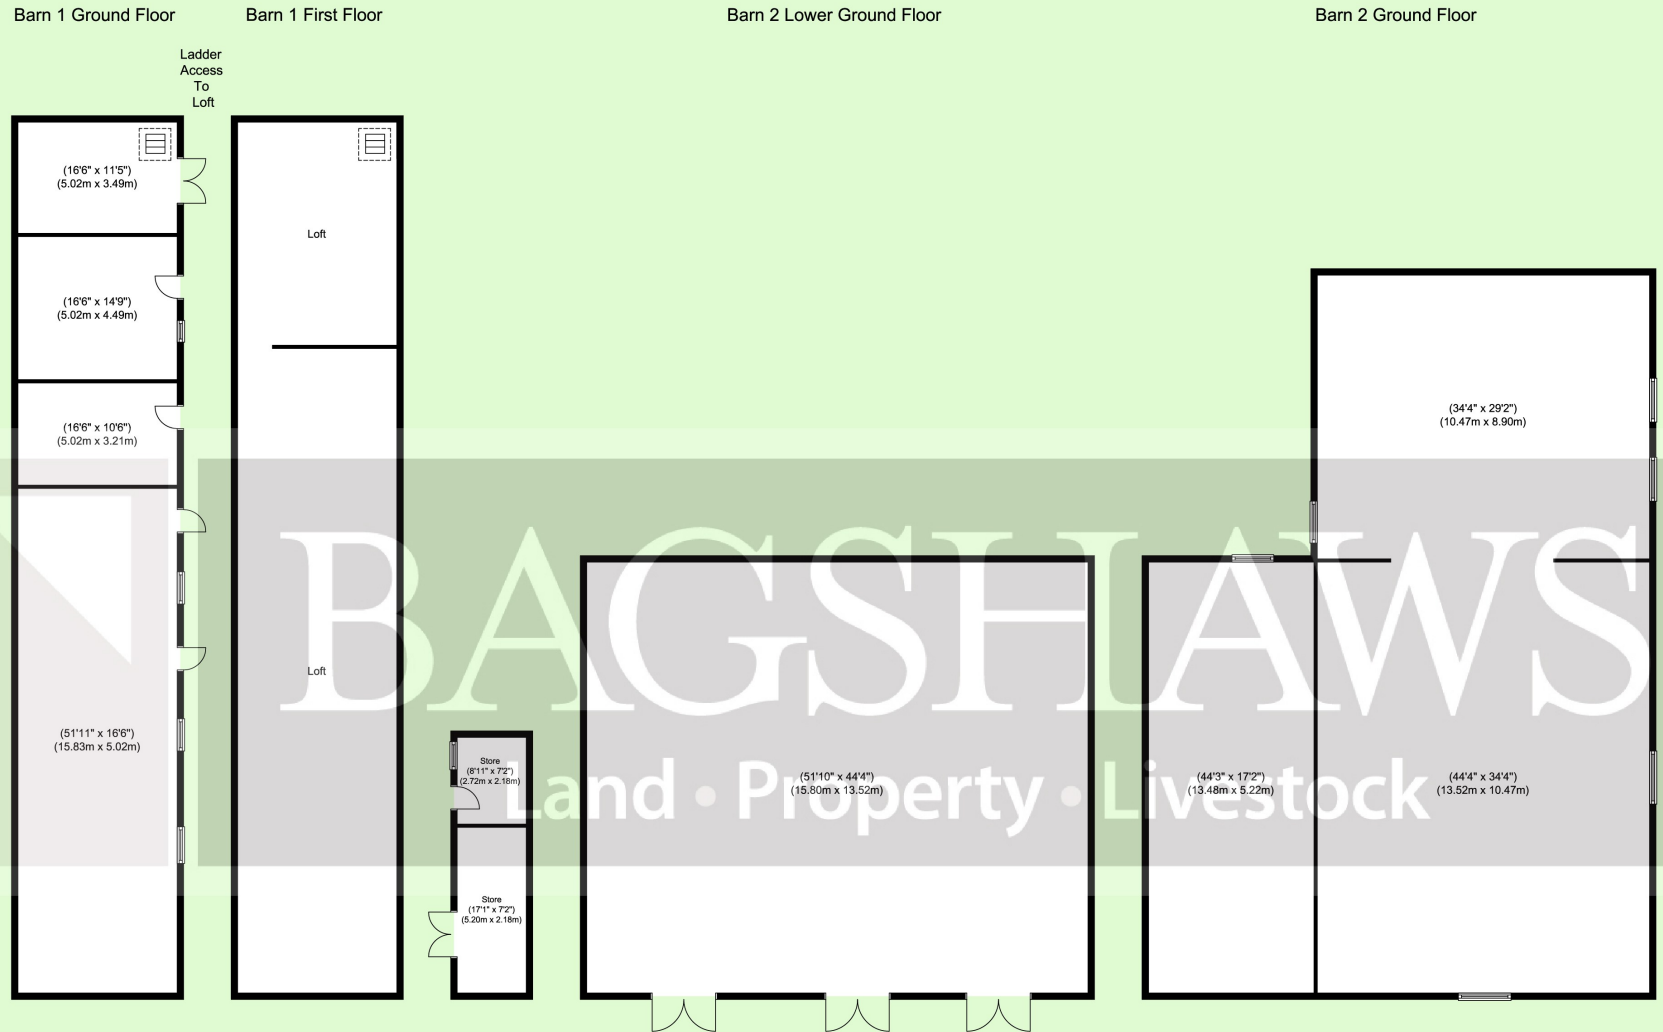 Barn 1 Ground Floor
Barn 1 First Floor
Barn 2 Lower Ground Floor
Barn 2 Ground Floor
Ladder
Access
To
Loft
(16'6" x 11'5")
(5.02m x 3.49m)
(16'6" x 14'9")
(5.02m x 4.49m)
(16'6" x 10'6")
(5.02m x 3.21m)
(51'11" x 16'6")
(15.83m x 5.02m)
Loft
Loft
Store
(8'11" x 7'2")
(2.72m x 2.18m)
Store
(17'1" x 7'2")
(5.20m x 2.18m)
(51'10" x 44'4")
(15.80m x 13.52m)
(34'4" x 29'2")
(10.47m x 8.90m)
(44'3" x 17'2")
(13.48m x 5.22m)
(44'4" x 34'4")
(13.52m x 10.47m)
BAGSHAWS
Land • Property • Livestock